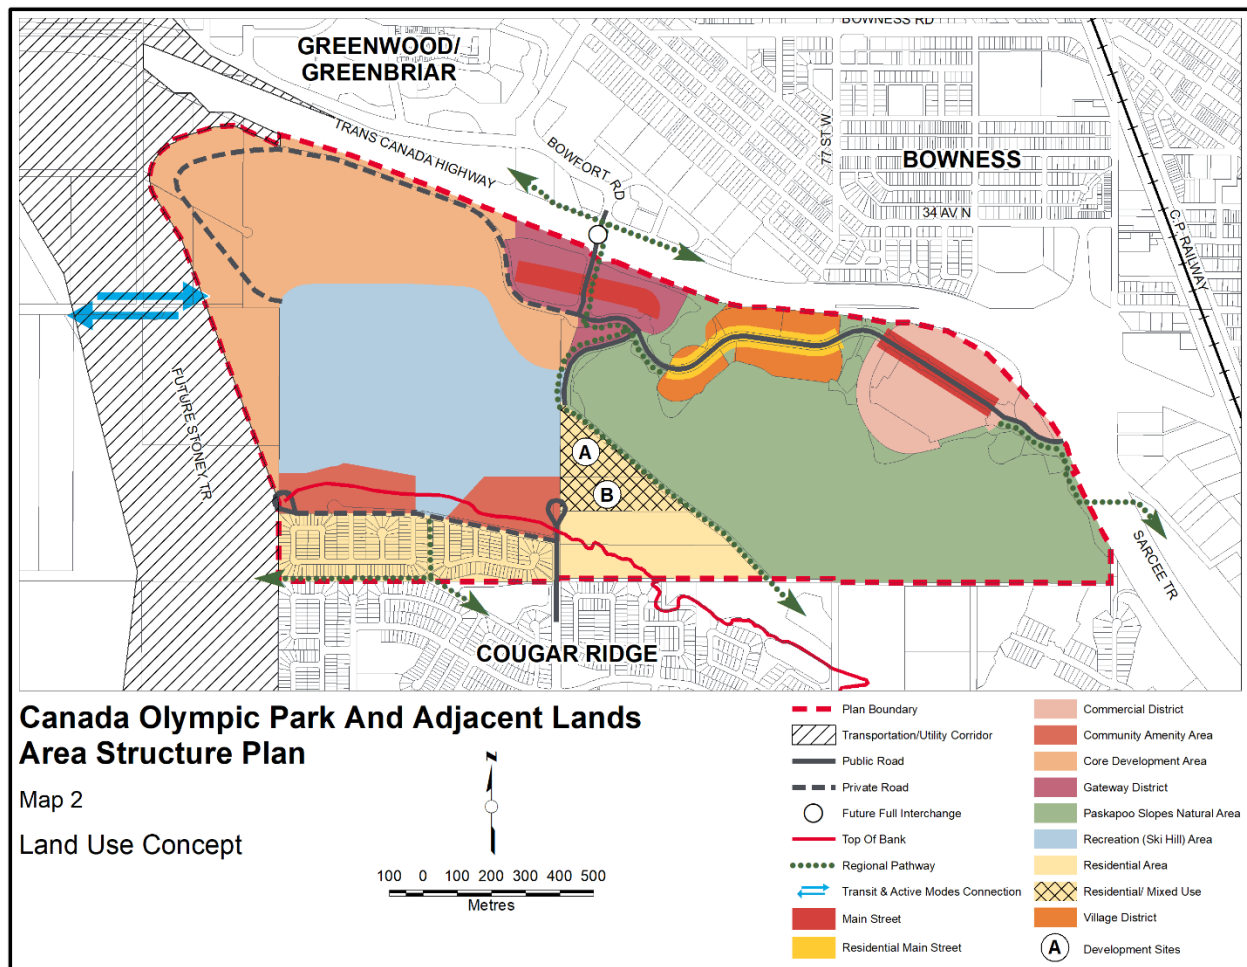 BOWNESS RD
GREENWOOD/
GREENBRIAR
TRANS CANADA HIGHWAY
BOWFORT RD
77 ST W
BOWNESS
34 AV N
C.P. RAILWAY
FUTURE STONEY TR
A
B
SARCEE TR
COUGAR RIDGE
Canada Olympic Park And Adjacent Lands
Area Structure Plan
Map 2
Land Use Concept
N
100 0 100 200 300 400 500
Metres
Plan Boundary
Transportation/Utility Corridor
Public Road
Private Road
Future Full Interchange
Top Of Bank
Regional Pathway
Transit & Active Modes Connection
Main Street
Residential Main Street
Commercial District
Community Amenity Area
Core Development Area
Gateway District
Paskapoo Slopes Natural Area
Recreation (Ski Hill) Area
Residential Area
Residential/ Mixed Use
Village District
A Development Sites